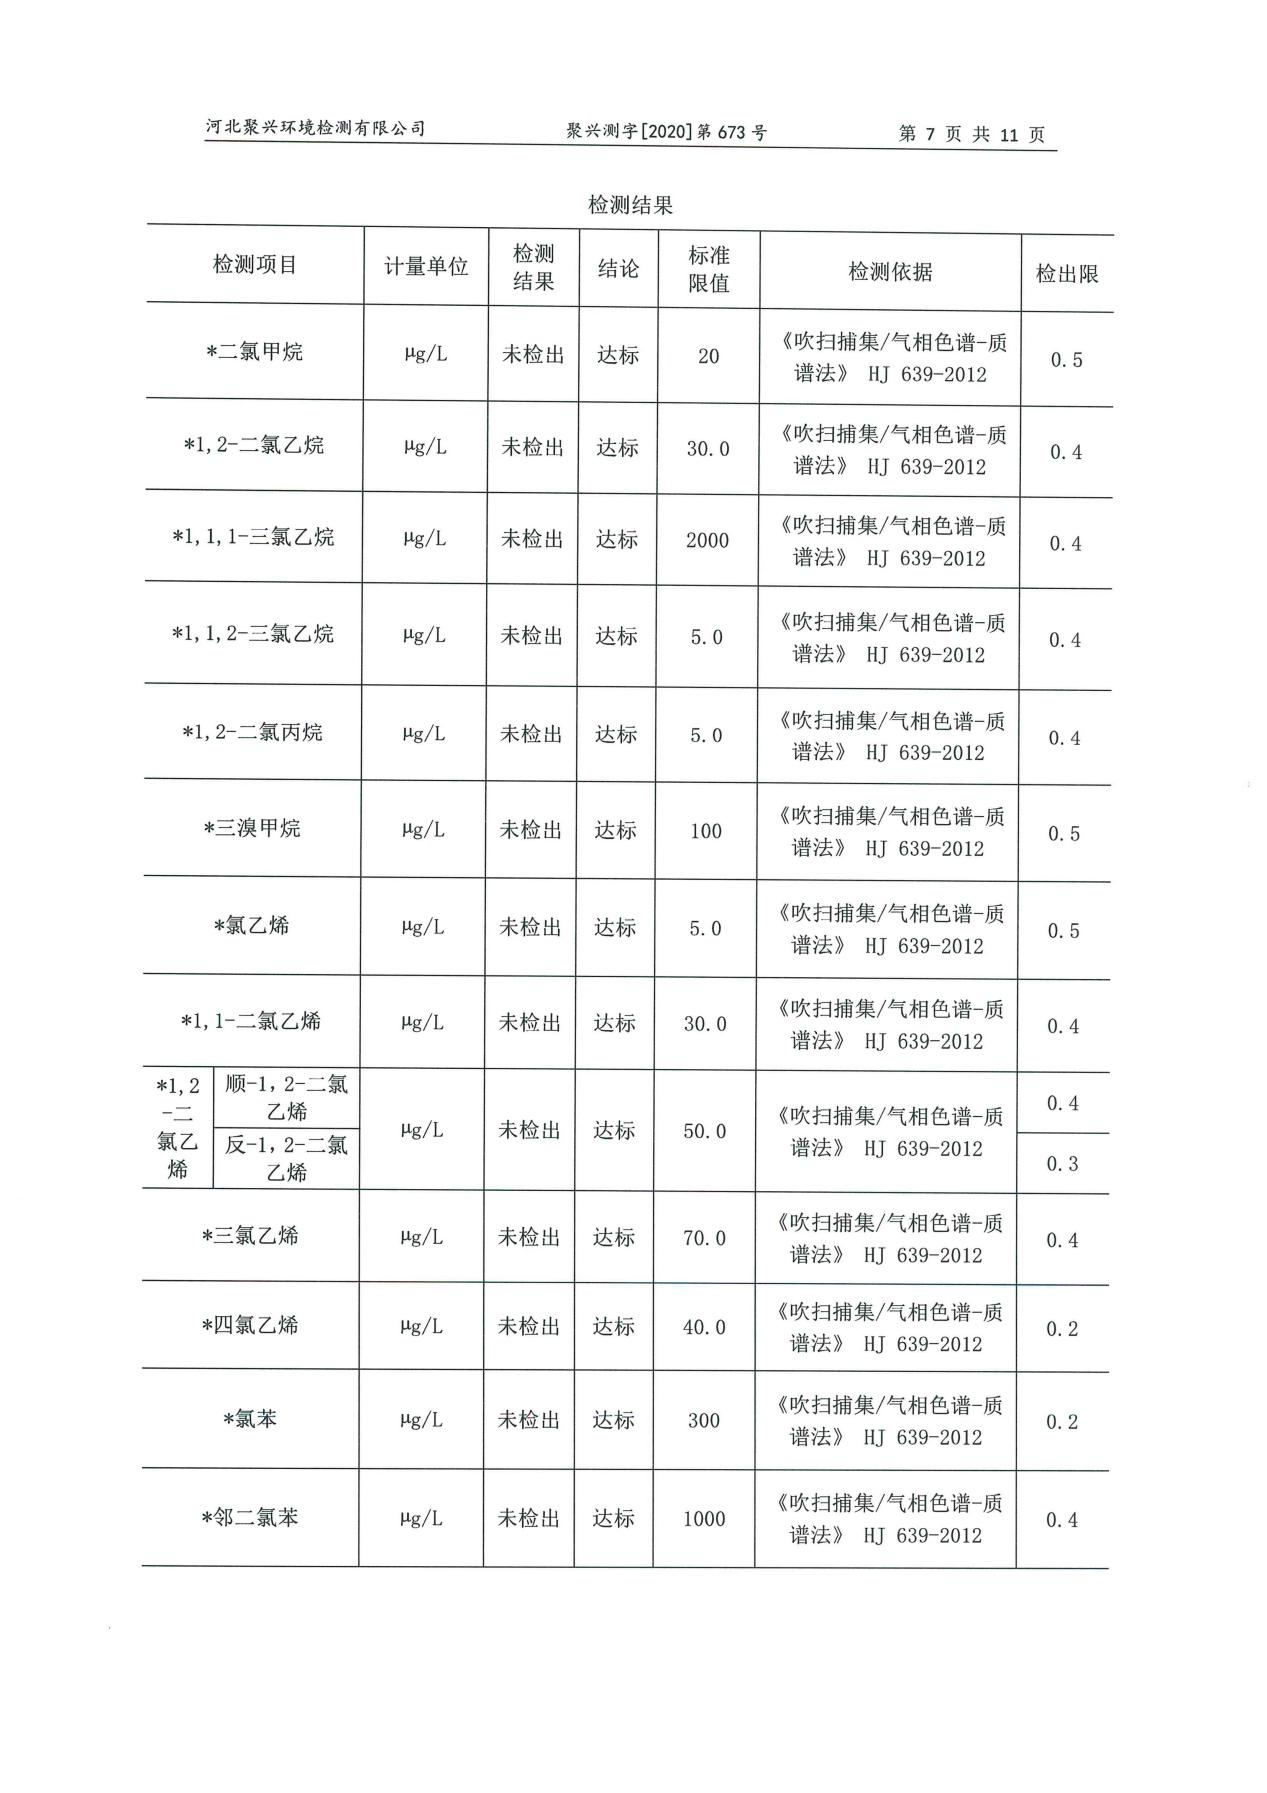 河北聚兴环境检测有限公司 聚兴测字[2020]第 673 号 第 7 页 共 11 页
检测结果
检测项目 计量单位 检测结果 结论 标准限值 检测依据 检出限
*二氯甲烷 μg/L 未检出 达标 20 《吹扫捕集/气相色谱-质谱法》 HJ 639-2012 0.5
*1,2-二氯乙烷 μg/L 未检出 达标 30.0 《吹扫捕集/气相色谱-质谱法》 HJ 639-2012 0.4
*1,1,1-三氯乙烷 μg/L 未检出 达标 2000 《吹扫捕集/气相色谱-质谱法》 HJ 639-2012 0.4
*1,1,2-三氯乙烷 μg/L 未检出 达标 5.0 《吹扫捕集/气相色谱-质谱法》 HJ 639-2012 0.4
*1,2-二氯丙烷 μg/L 未检出 达标 5.0 《吹扫捕集/气相色谱-质谱法》 HJ 639-2012 0.4
*三溴甲烷 μg/L 未检出 达标 100 《吹扫捕集/气相色谱-质谱法》 HJ 639-2012 0.5
*氯乙烯 μg/L 未检出 达标 5.0 《吹扫捕集/气相色谱-质谱法》 HJ 639-2012 0.5
*1,1-二氯乙烯 μg/L 未检出 达标 30.0 《吹扫捕集/气相色谱-质谱法》 HJ 639-2012 0.4
*1,2-二氯乙烯 顺-1,2-二氯乙烯 μg/L 未检出 达标 50.0 《吹扫捕集/气相色谱-质谱法》 HJ 639-2012 0.4
反-1,2-二氯乙烯 0.3
*三氯乙烯 μg/L 未检出 达标 70.0 《吹扫捕集/气相色谱-质谱法》 HJ 639-2012 0.4
*四氯乙烯 μg/L 未检出 达标 40.0 《吹扫捕集/气相色谱-质谱法》 HJ 639-2012 0.2
*氯苯 μg/L 未检出 达标 300 《吹扫捕集/气相色谱-质谱法》 HJ 639-2012 0.2
*邻二氯苯 μg/L 未检出 达标 1000 《吹扫捕集/气相色谱-质谱法》 HJ 639-2012 0.4